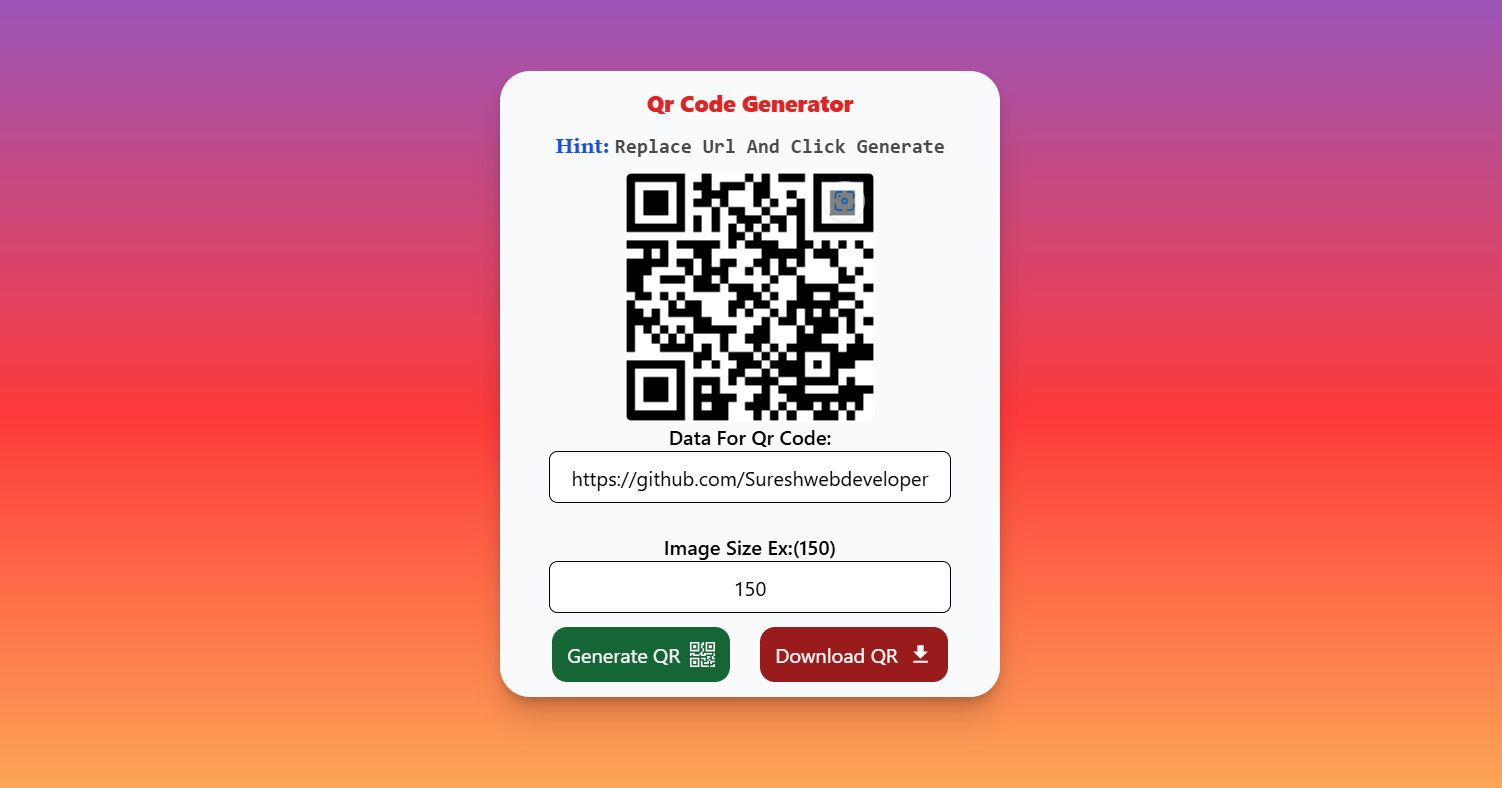 Qr Code Generator
Hint: Replace Url And Click Generate
Data For Qr Code:
https://github.com/Sureshwebdeveloper
Image Size Ex:(150)
150
Generate QR
Download QR